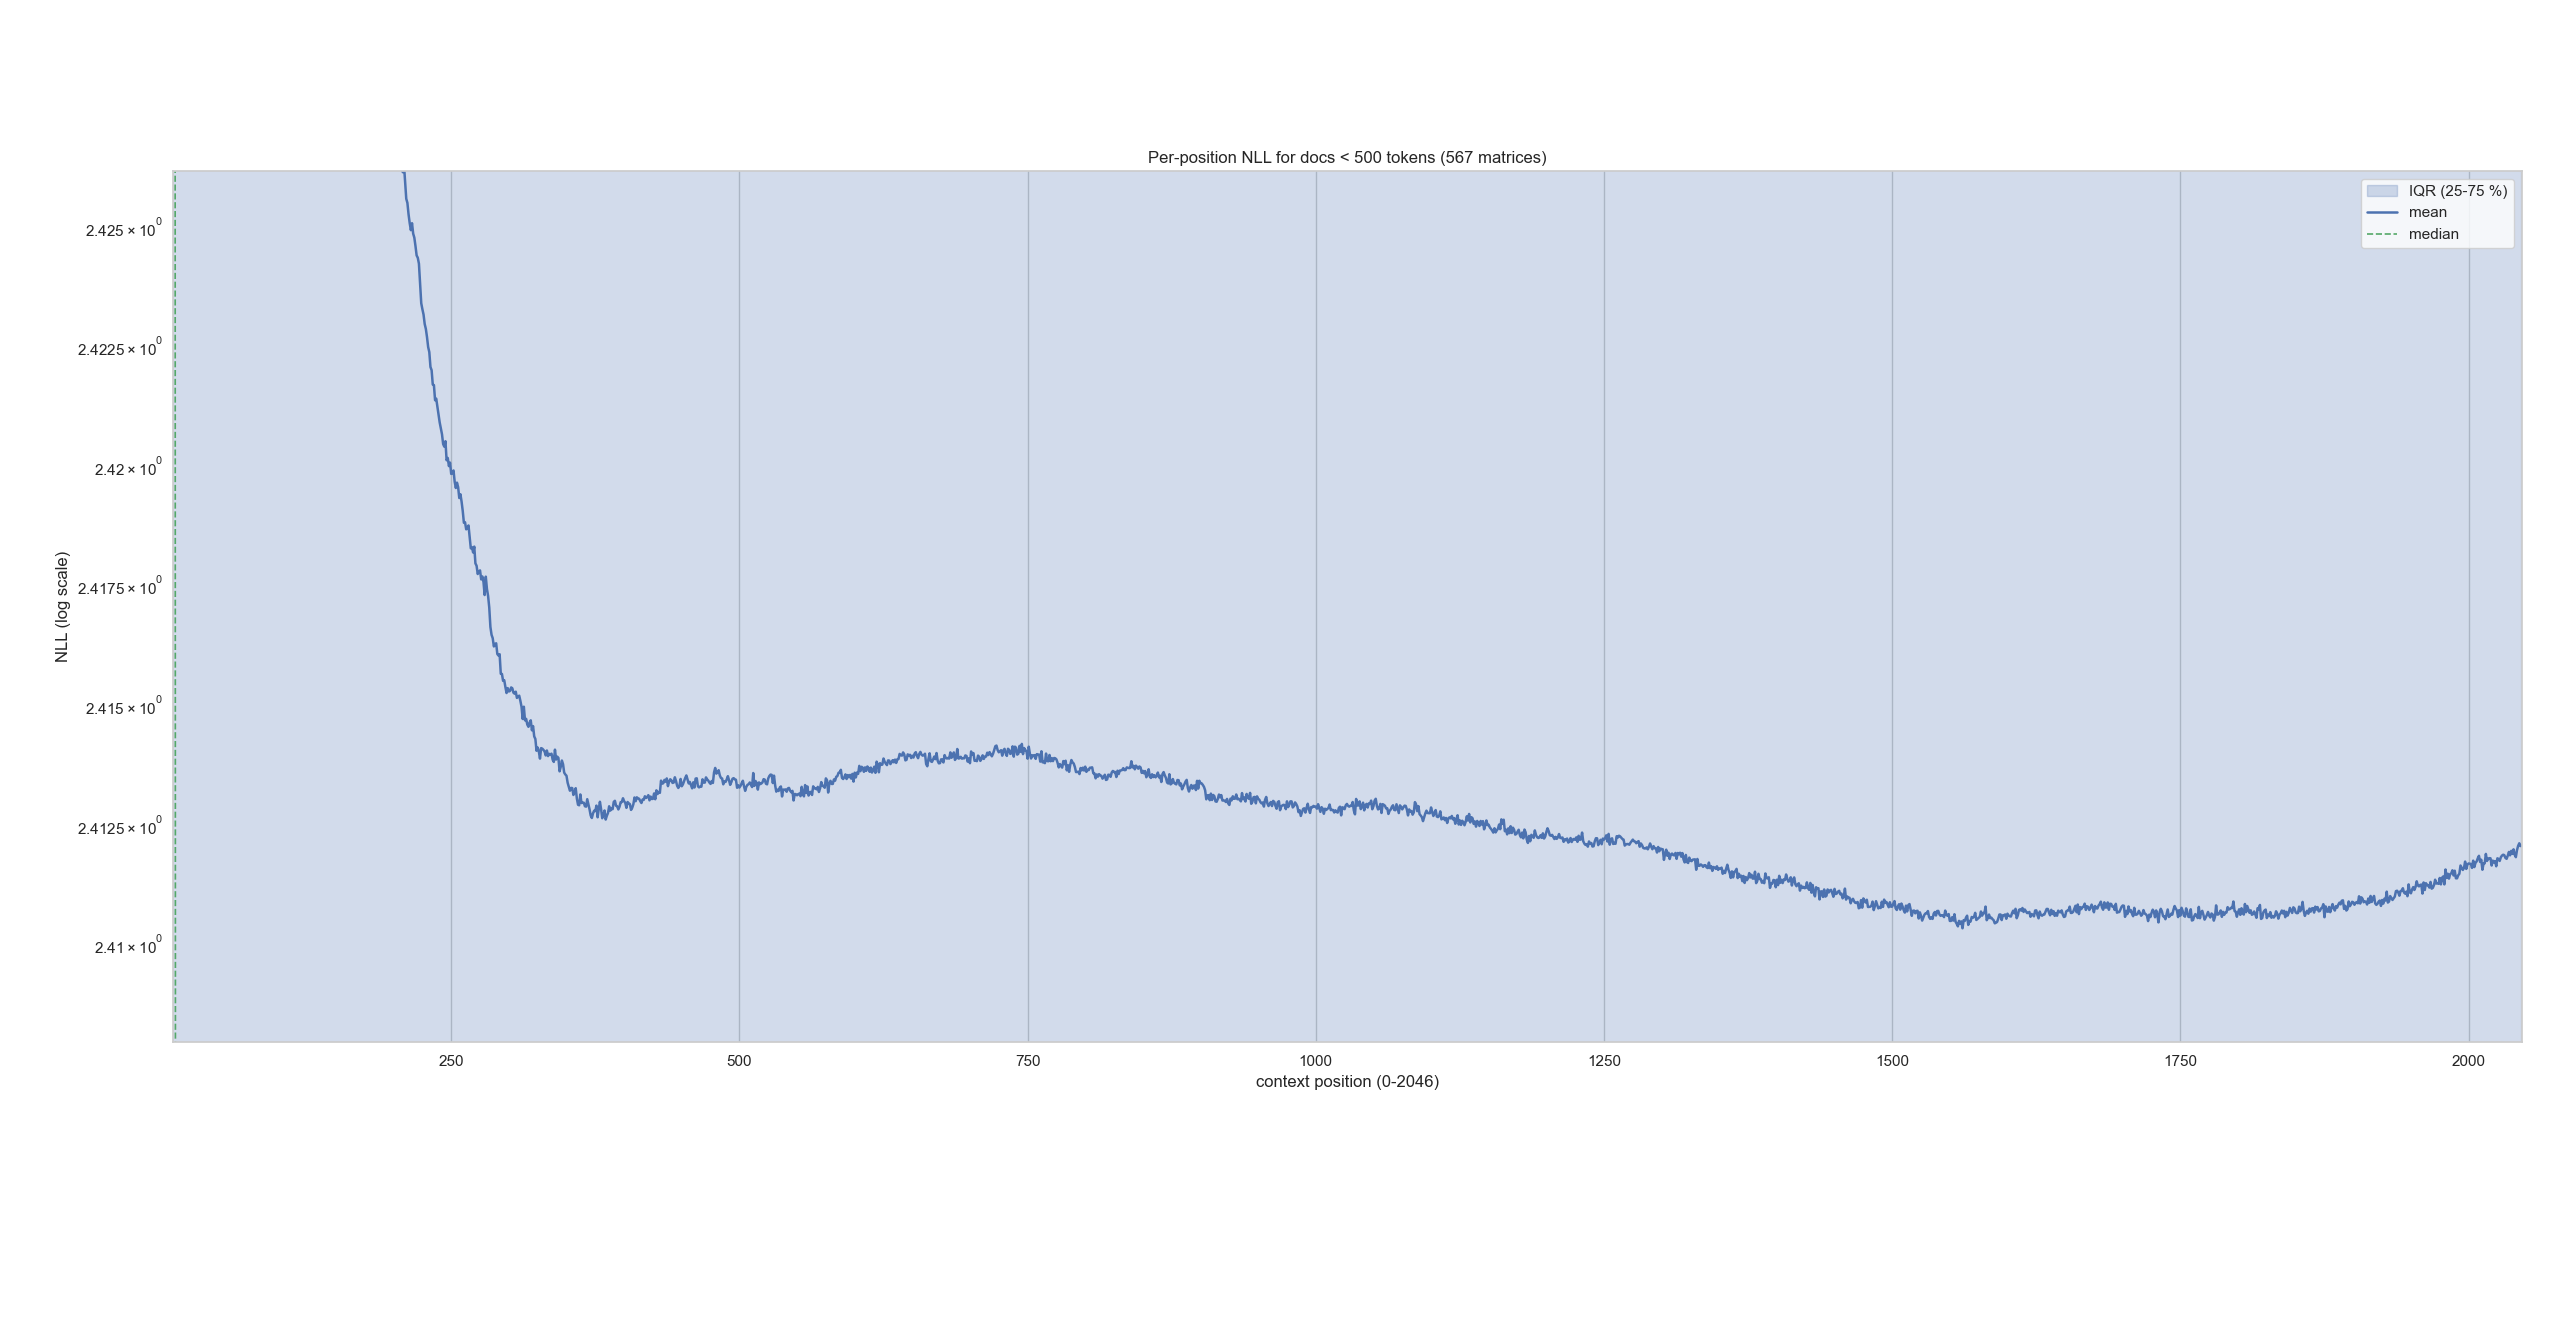 Per-position NLL for docs < 500 tokens (567 matrices)
IQR (25-75 %)
mean
median
NLL (log scale)
2.425 × 10⁰
2.4225 × 10⁰
2.42 × 10⁰
2.4175 × 10⁰
2.415 × 10⁰
2.4125 × 10⁰
2.41 × 10⁰
250 500 750 1000 1250 1500 1750 2000
context position (0-2046)